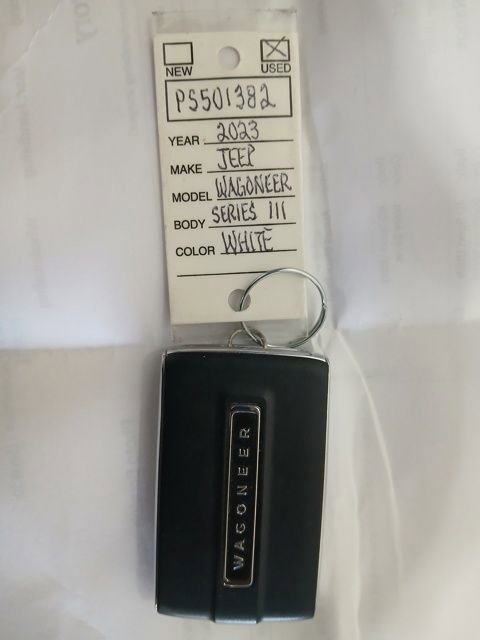 NEW
USED
PS501382
YEAR 2023
MAKE JEEP
MODEL WAGONEER
BODY SERIES III
COLOR WHITE
WAGONEER